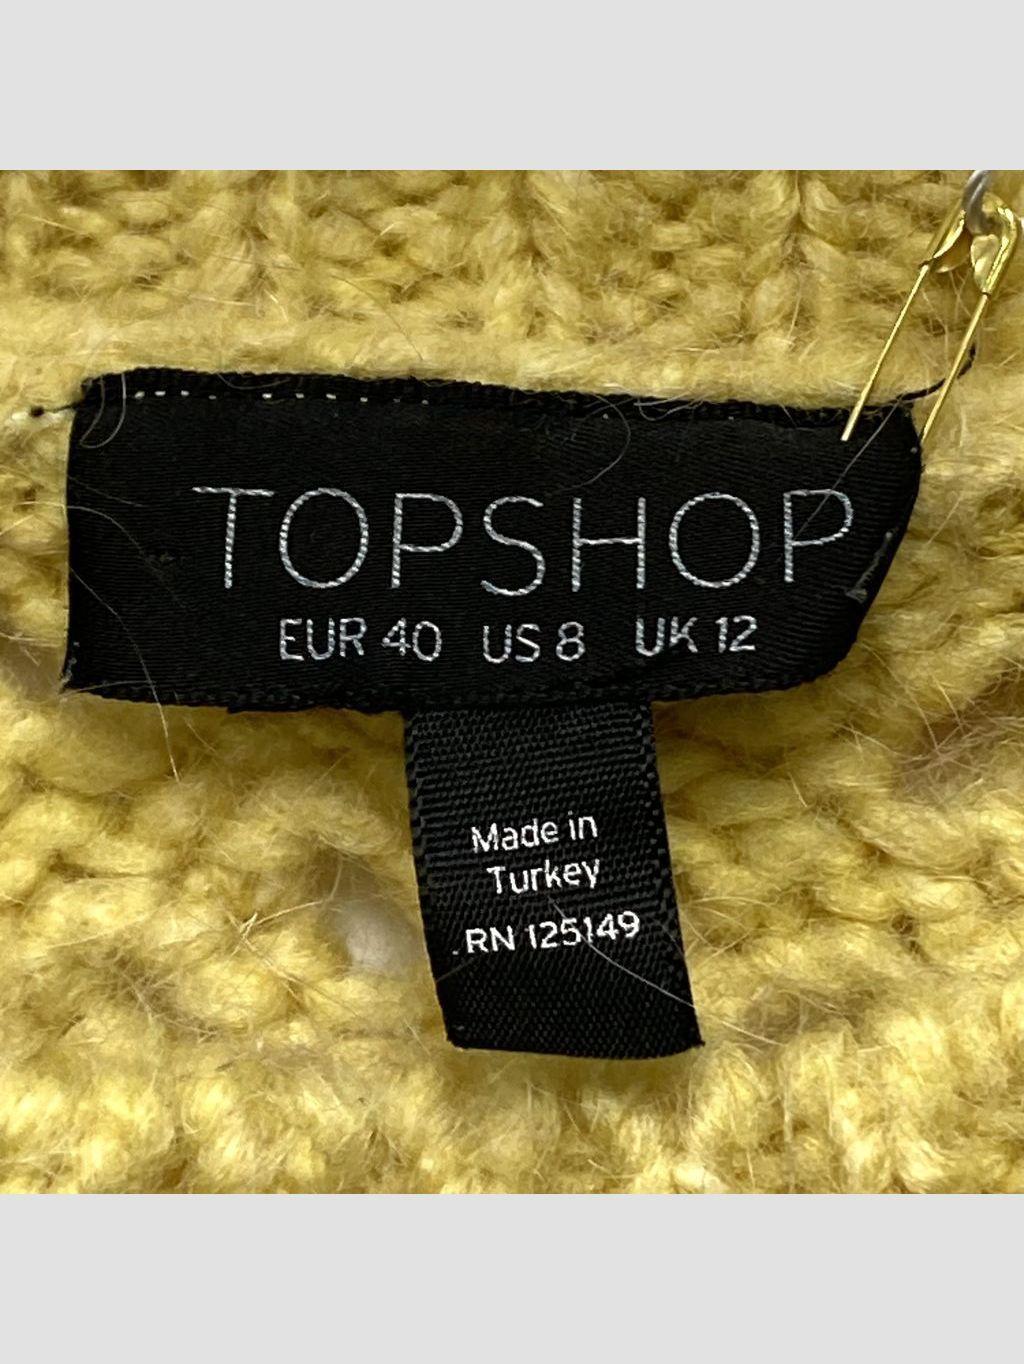 TOPSHOP
EUR 40 US 8 UK 12
Made in
Turkey
RN 125149